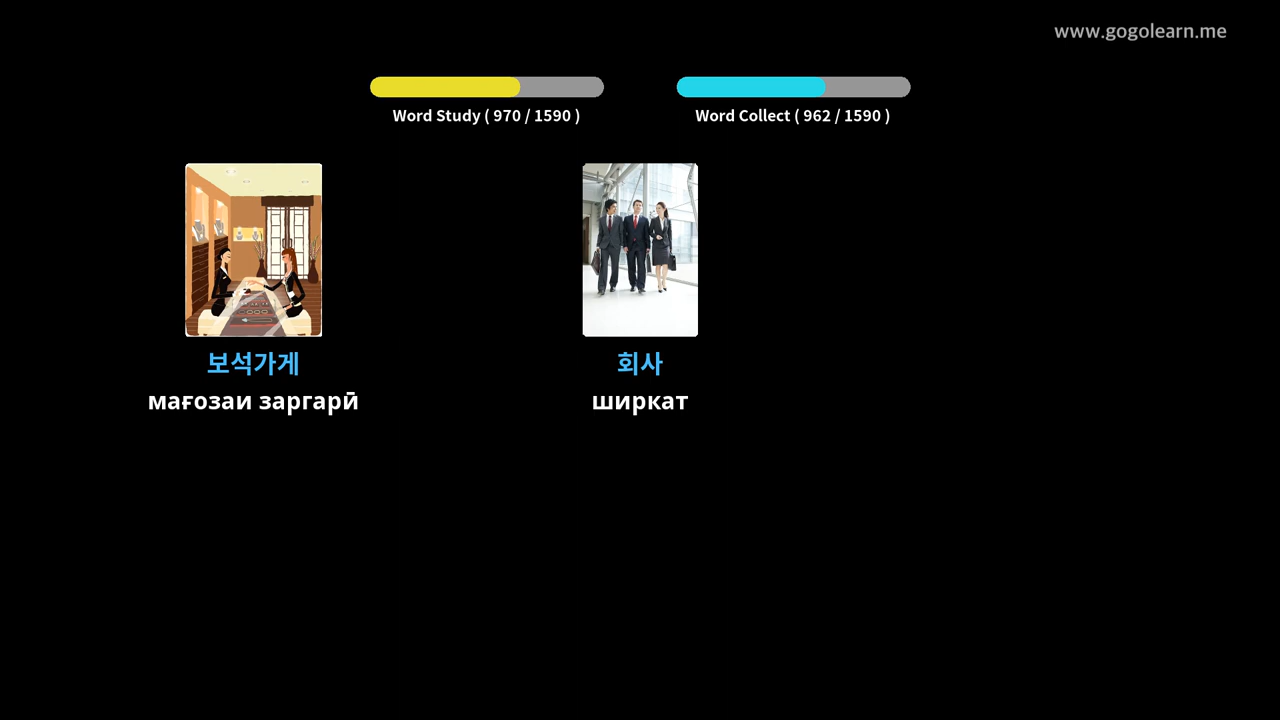 www.gogolearn.me
Word Study ( 970 / 1590 )
Word Collect ( 962 / 1590 )
보석가게
мағозаи заргарӣ
회사
ширкат